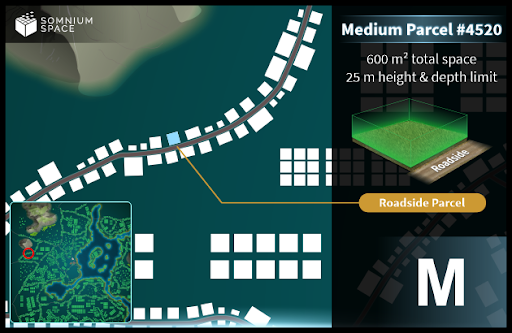 SOMNIUM
SPACE
Medium Parcel #4520
600 m² total space
25 m height & depth limit
Roadside
Roadside Parcel
M